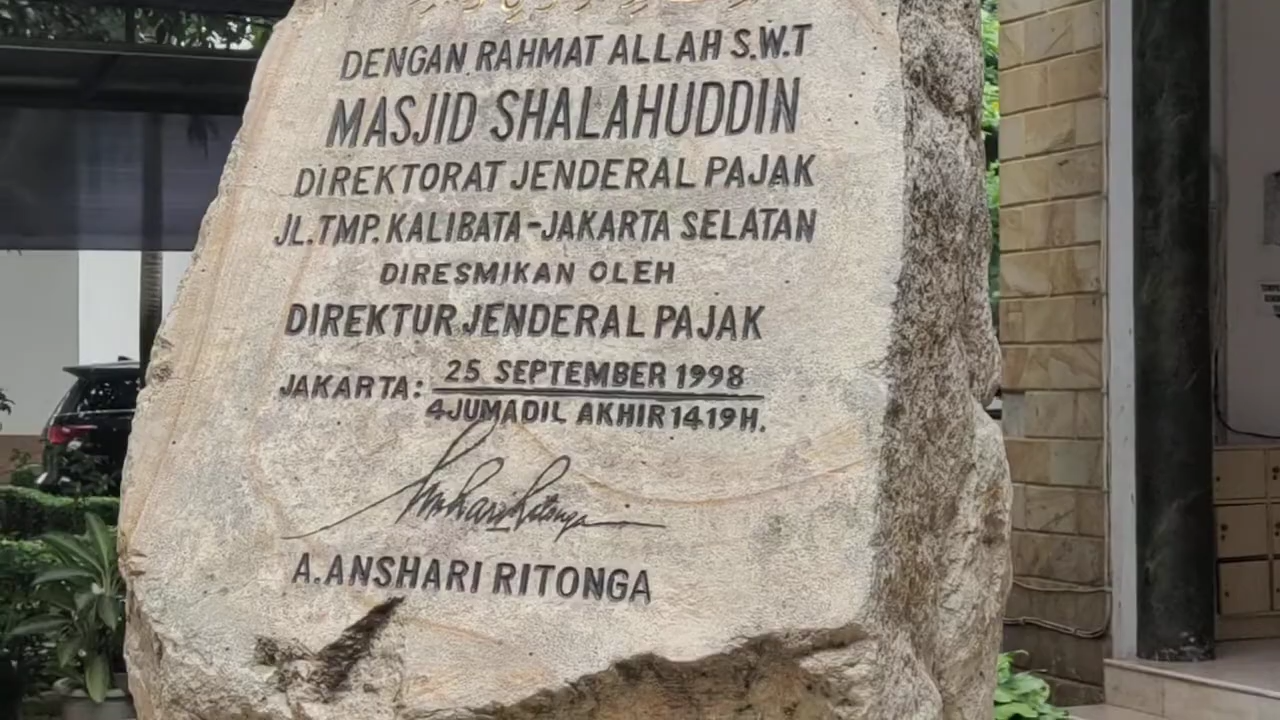 DENGAN RAHMAT ALLAH S.W.T
MASJID SHALAHUDDIN
DIREKTORAT JENDERAL PAJAK
JL. TMP. KALIBATA-JAKARTA SELATAN
DIRESMIKAN OLEH
DIREKTUR JENDERAL PAJAK
JAKARTA: 25 SEPTEMBER 1998
4 JUMADIL AKHIR 1419 H.
A. ANSHARI RITONGA